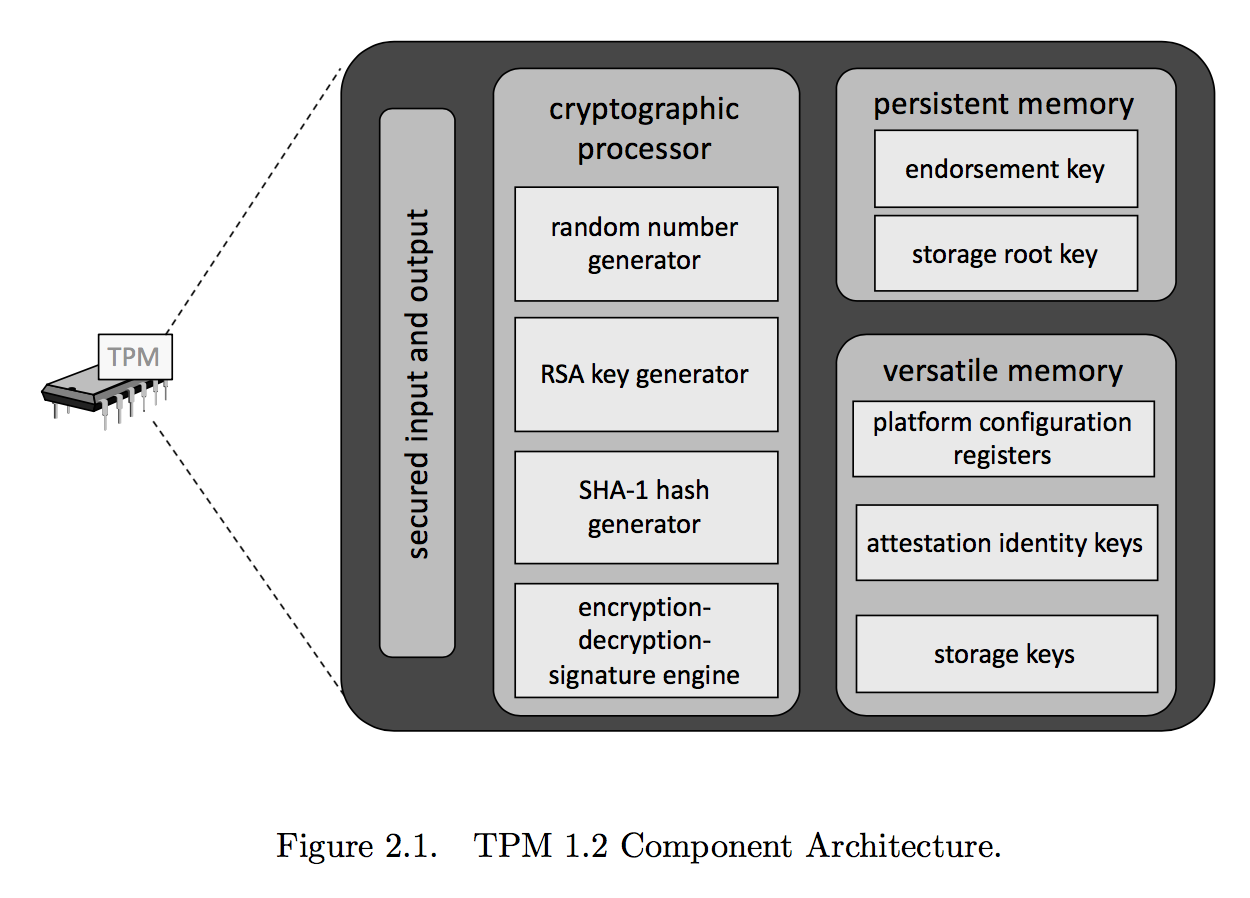 TPM
secured input and output
cryptographic
processor
random number
generator
RSA key generator
SHA-1 hash
generator
encryption-
decryption-
signature engine
persistent memory
endorsement key
storage root key
versatile memory
platform configuration
registers
attestation identity keys
storage keys
Figure 2.1. TPM 1.2 Component Architecture.